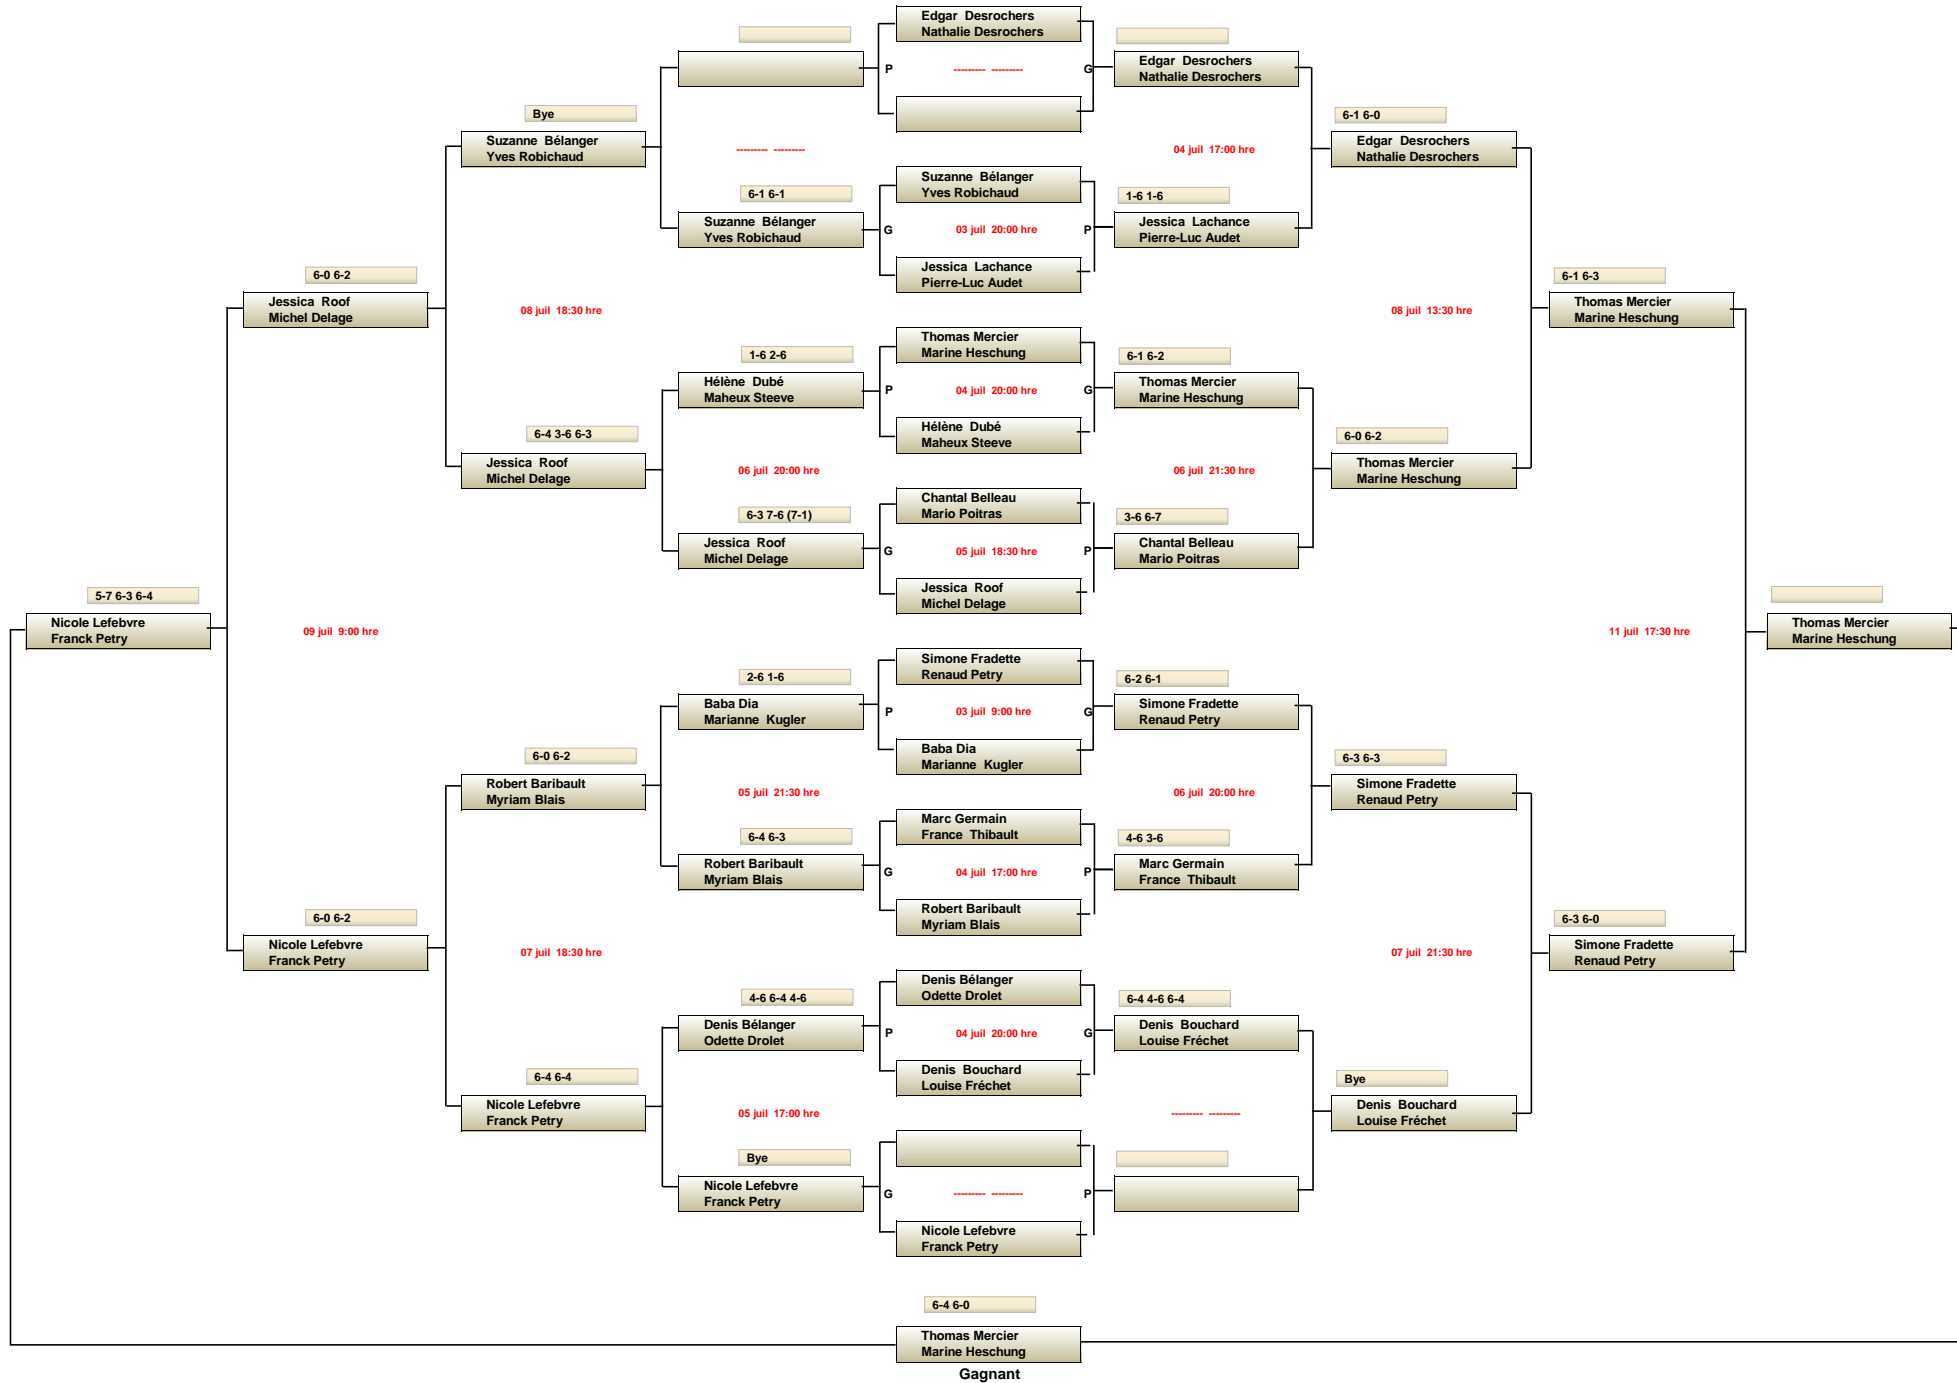 Edgar Desrochers
Nathalie Desrochers
Edgar Desrochers
Nathalie Desrochers
P
--------- ---------
G
Bye
6-1 6-0
Suzanne Bélanger
Yves Robichaud
--------- ---------
04 juil 17:00 hre
Edgar Desrochers
Nathalie Desrochers
6-1 6-1
Suzanne Bélanger
Yves Robichaud
1-6 1-6
Suzanne Bélanger
Yves Robichaud
G
03 juil 20:00 hre
P
Jessica Lachance
Pierre-Luc Audet
6-0 6-2
Jessica Lachance
Pierre-Luc Audet
6-1 6-3
Jessica Roof
Michel Delage
08 juil 18:30 hre
08 juil 13:30 hre
Thomas Mercier
Marine Heschung
1-6 2-6
Thomas Mercier
Marine Heschung
6-1 6-2
Hélène Dubé
Maheux Steeve
P
04 juil 20:00 hre
G
Thomas Mercier
Marine Heschung
6-4 3-6 6-3
Hélène Dubé
Maheux Steeve
6-0 6-2
Jessica Roof
Michel Delage
06 juil 20:00 hre
06 juil 21:30 hre
Thomas Mercier
Marine Heschung
6-3 7-6 (7-1)
Chantal Belleau
Mario Poitras
3-6 6-7
Jessica Roof
Michel Delage
G
05 juil 18:30 hre
P
Chantal Belleau
Mario Poitras
5-7 6-3 6-4
Jessica Roof
Michel Delage
Nicole Lefebvre
Franck Petry
09 juil 9:00 hre
11 juil 17:30 hre
Thomas Mercier
Marine Heschung
2-6 1-6
Simone Fradette
Renaud Petry
6-2 6-1
Baba Dia
Marianne Kugler
P
03 juil 9:00 hre
G
Simone Fradette
Renaud Petry
6-0 6-2
Baba Dia
Marianne Kugler
6-3 6-3
Robert Baribault
Myriam Blais
05 juil 21:30 hre
06 juil 20:00 hre
Simone Fradette
Renaud Petry
6-4 6-3
Marc Germain
France Thibault
4-6 3-6
Robert Baribault
Myriam Blais
G
04 juil 17:00 hre
P
Marc Germain
France Thibault
6-0 6-2
Robert Baribault
Myriam Blais
6-3 6-0
Nicole Lefebvre
Franck Petry
07 juil 18:30 hre
07 juil 21:30 hre
Simone Fradette
Renaud Petry
4-6 6-4 4-6
Denis Bélanger
Odette Drolet
6-4 4-6 6-4
Denis Bélanger
Odette Drolet
P
04 juil 20:00 hre
G
Denis Bouchard
Louise Fréchet
6-4 6-4
Denis Bouchard
Louise Fréchet
Bye
Nicole Lefebvre
Franck Petry
05 juil 17:00 hre
--------- ---------
Denis Bouchard
Louise Fréchet
Bye
Nicole Lefebvre
Franck Petry
G
--------- ---------
P
Nicole Lefebvre
Franck Petry
6-4 6-0
Thomas Mercier
Marine Heschung
Gagnant